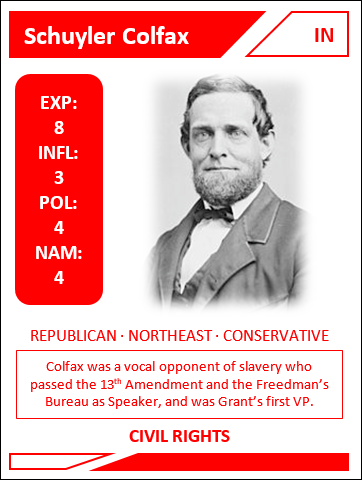 Schuyler Colfax
IN
EXP:
8
INFL:
3
POL:
4
NAM:
4
REPUBLICAN · NORTHEAST · CONSERVATIVE
Colfax was a vocal opponent of slavery who
passed the 13th Amendment and the Freedman's
Bureau as Speaker, and was Grant's first VP.
CIVIL RIGHTS